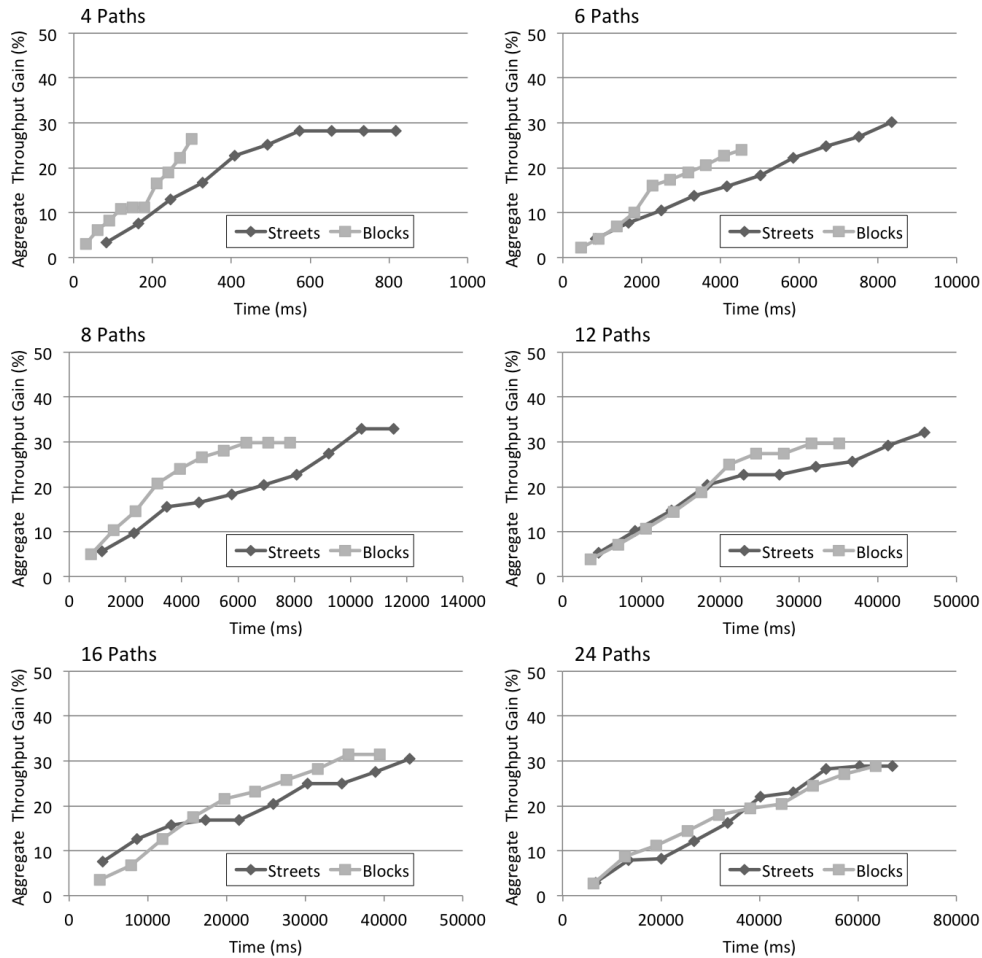 4 Paths
Aggregate Throughput Gain (%)
50
40
30
20
10
0
Streets Blocks
0 200 400 600 800 1000
Time (ms)
6 Paths
Aggregate Throughput Gain (%)
50
40
30
20
10
0
Streets Blocks
0 2000 4000 6000 8000 10000
Time (ms)
8 Paths
Aggregate Throughput Gain (%)
50
40
30
20
10
0
Streets Blocks
0 2000 4000 6000 8000 10000 12000 14000
Time (ms)
12 Paths
Aggregate Throughput Gain (%)
50
40
30
20
10
0
Streets Blocks
0 10000 20000 30000 40000 50000
Time (ms)
16 Paths
Aggregate Throughput Gain (%)
50
40
30
20
10
0
Streets Blocks
0 10000 20000 30000 40000 50000
Time (ms)
24 Paths
Aggregate Throughput Gain (%)
50
40
30
20
10
0
Streets Blocks
0 20000 40000 60000 80000
Time (ms)